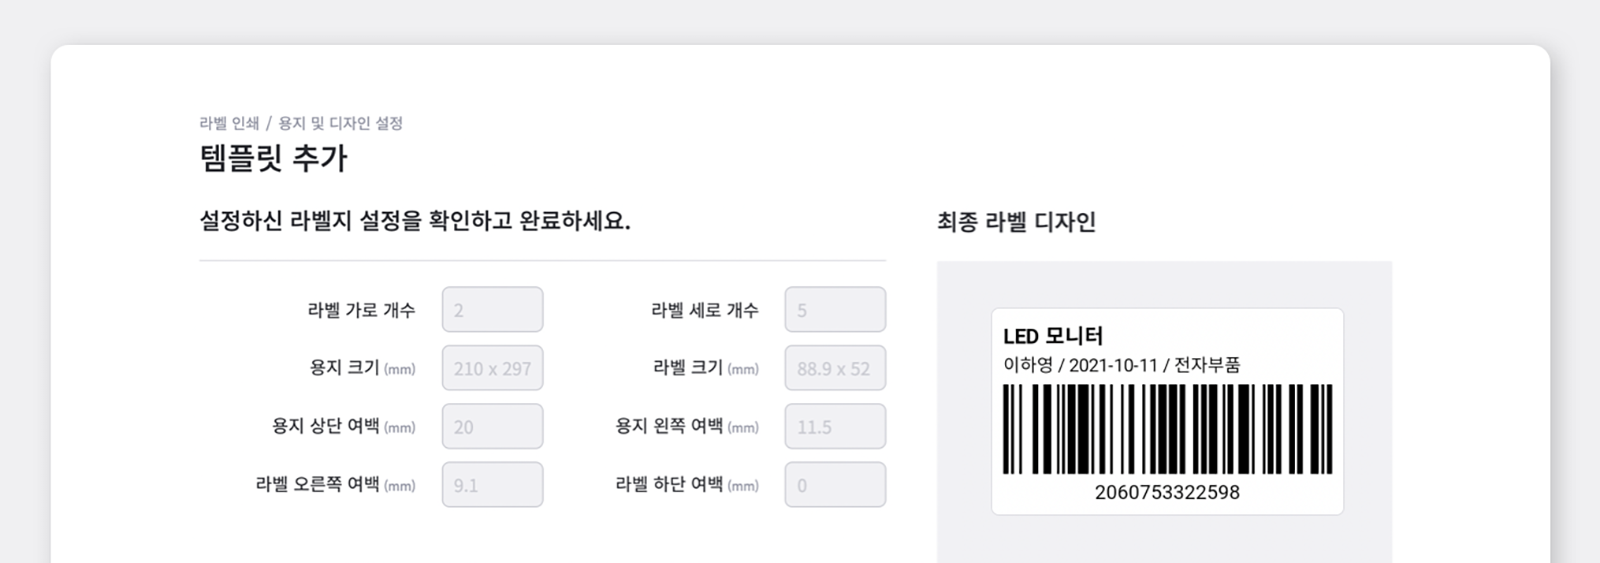 라벨 인쇄 / 용지 및 디자인 설정
템플릿 추가
설정하신 라벨지 설정을 확인하고 완료하세요.
라벨 가로 개수 2 라벨 세로 개수 5
용지 크기 (mm) 210 x 297 라벨 크기 (mm) 88.9 x 52
용지 상단 여백 (mm) 20 용지 왼쪽 여백 (mm) 11.5
라벨 오른쪽 여백 (mm) 9.1 라벨 하단 여백 (mm) 0
최종 라벨 디자인
LED 모니터
이하영 / 2021-10-11 / 전자부품
2060753322598